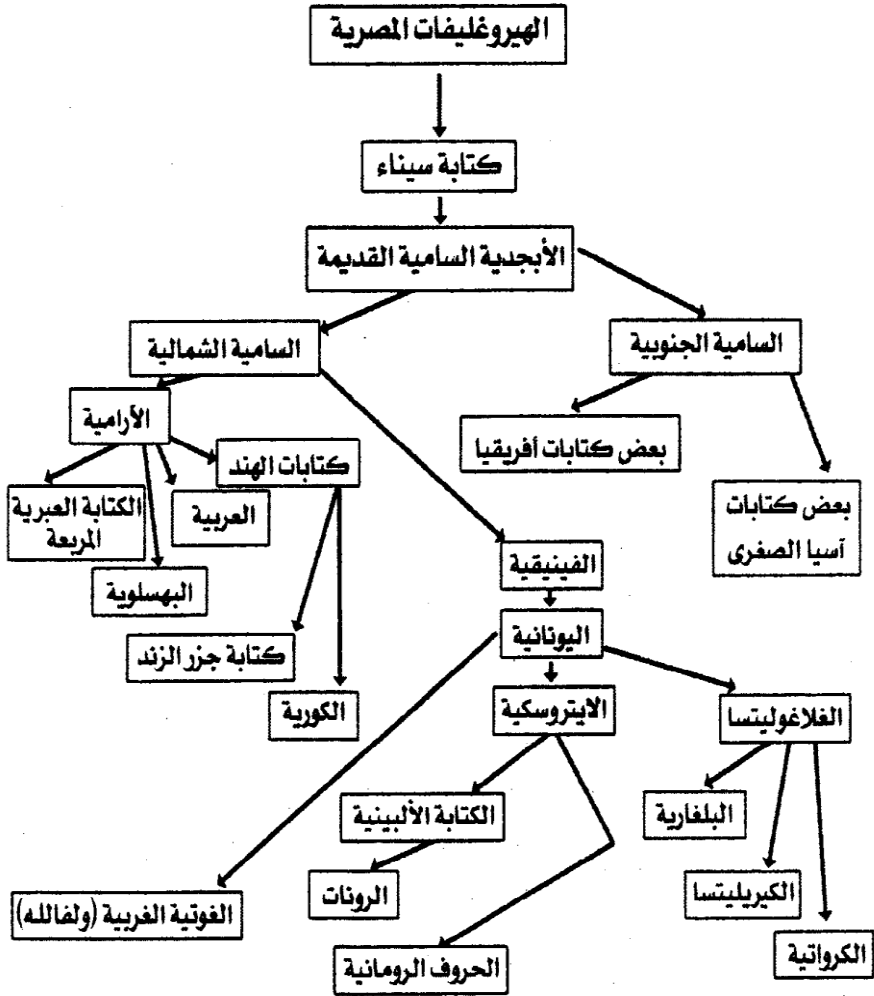 الهيروغليفات المصرية
كتابة سيناء
الأبجدية السامية القديمة
السامية الجنوبية
السامية الشمالية
بعض كتابات أفريقيا
بعض كتابات
آسيا الصغرى
الأرامية
كتابات الهند
العربية
الكتابة العبرية
المربعة
البهسلوية
كتابة جزر الزند
الكورية
الفينيقية
اليونانية
الايتروسكية
الغلاغوليتسا
البلغارية
الكيريليتسا
الكرواتية
الكتابة الألبينية
الرونات
الحروف الرومانية
الغوتية الغربية (ولفالله)